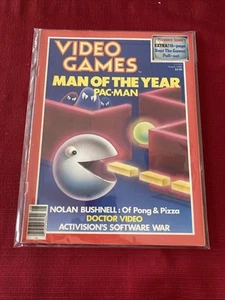 VIDEO
GAMES
MAN OF THE YEAR
PAC-MAN
NOLAN BUSHNELL: Of Pong & Pizza
DOCTOR VIDEO
ACTIVISION'S SOFTWARE WAR